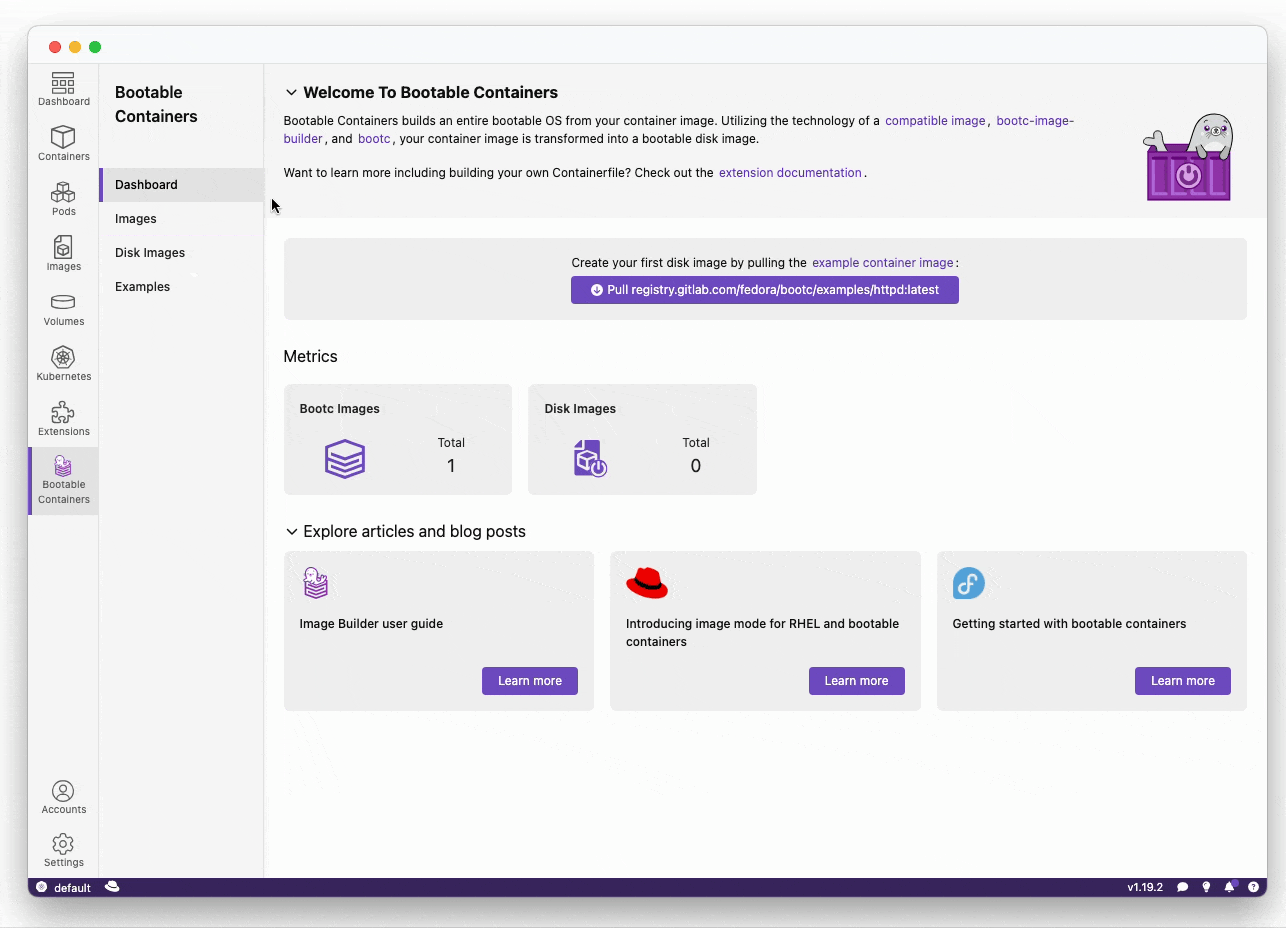 Dashboard
Containers
Pods
Images
Volumes
Kubernetes
Extensions
Bootable
Containers
Accounts
Settings
Bootable
Containers
Dashboard
Images
Disk Images
Examples
Welcome To Bootable Containers
Bootable Containers builds an entire bootable OS from your container image. Utilizing the technology of a compatible image, bootc-image-
builder, and bootc, your container image is transformed into a bootable disk image.
Want to learn more including building your own Containerfile? Check out the extension documentation.
Create your first disk image by pulling the example container image:
Pull registry.gitlab.com/fedora/bootc/examples/httpd:latest
Metrics
Bootc Images
Total
1
Disk Images
Total
0
Explore articles and blog posts
Image Builder user guide
Learn more
Introducing image mode for RHEL and bootable
containers
Learn more
Getting started with bootable containers
Learn more
default
v1.19.2